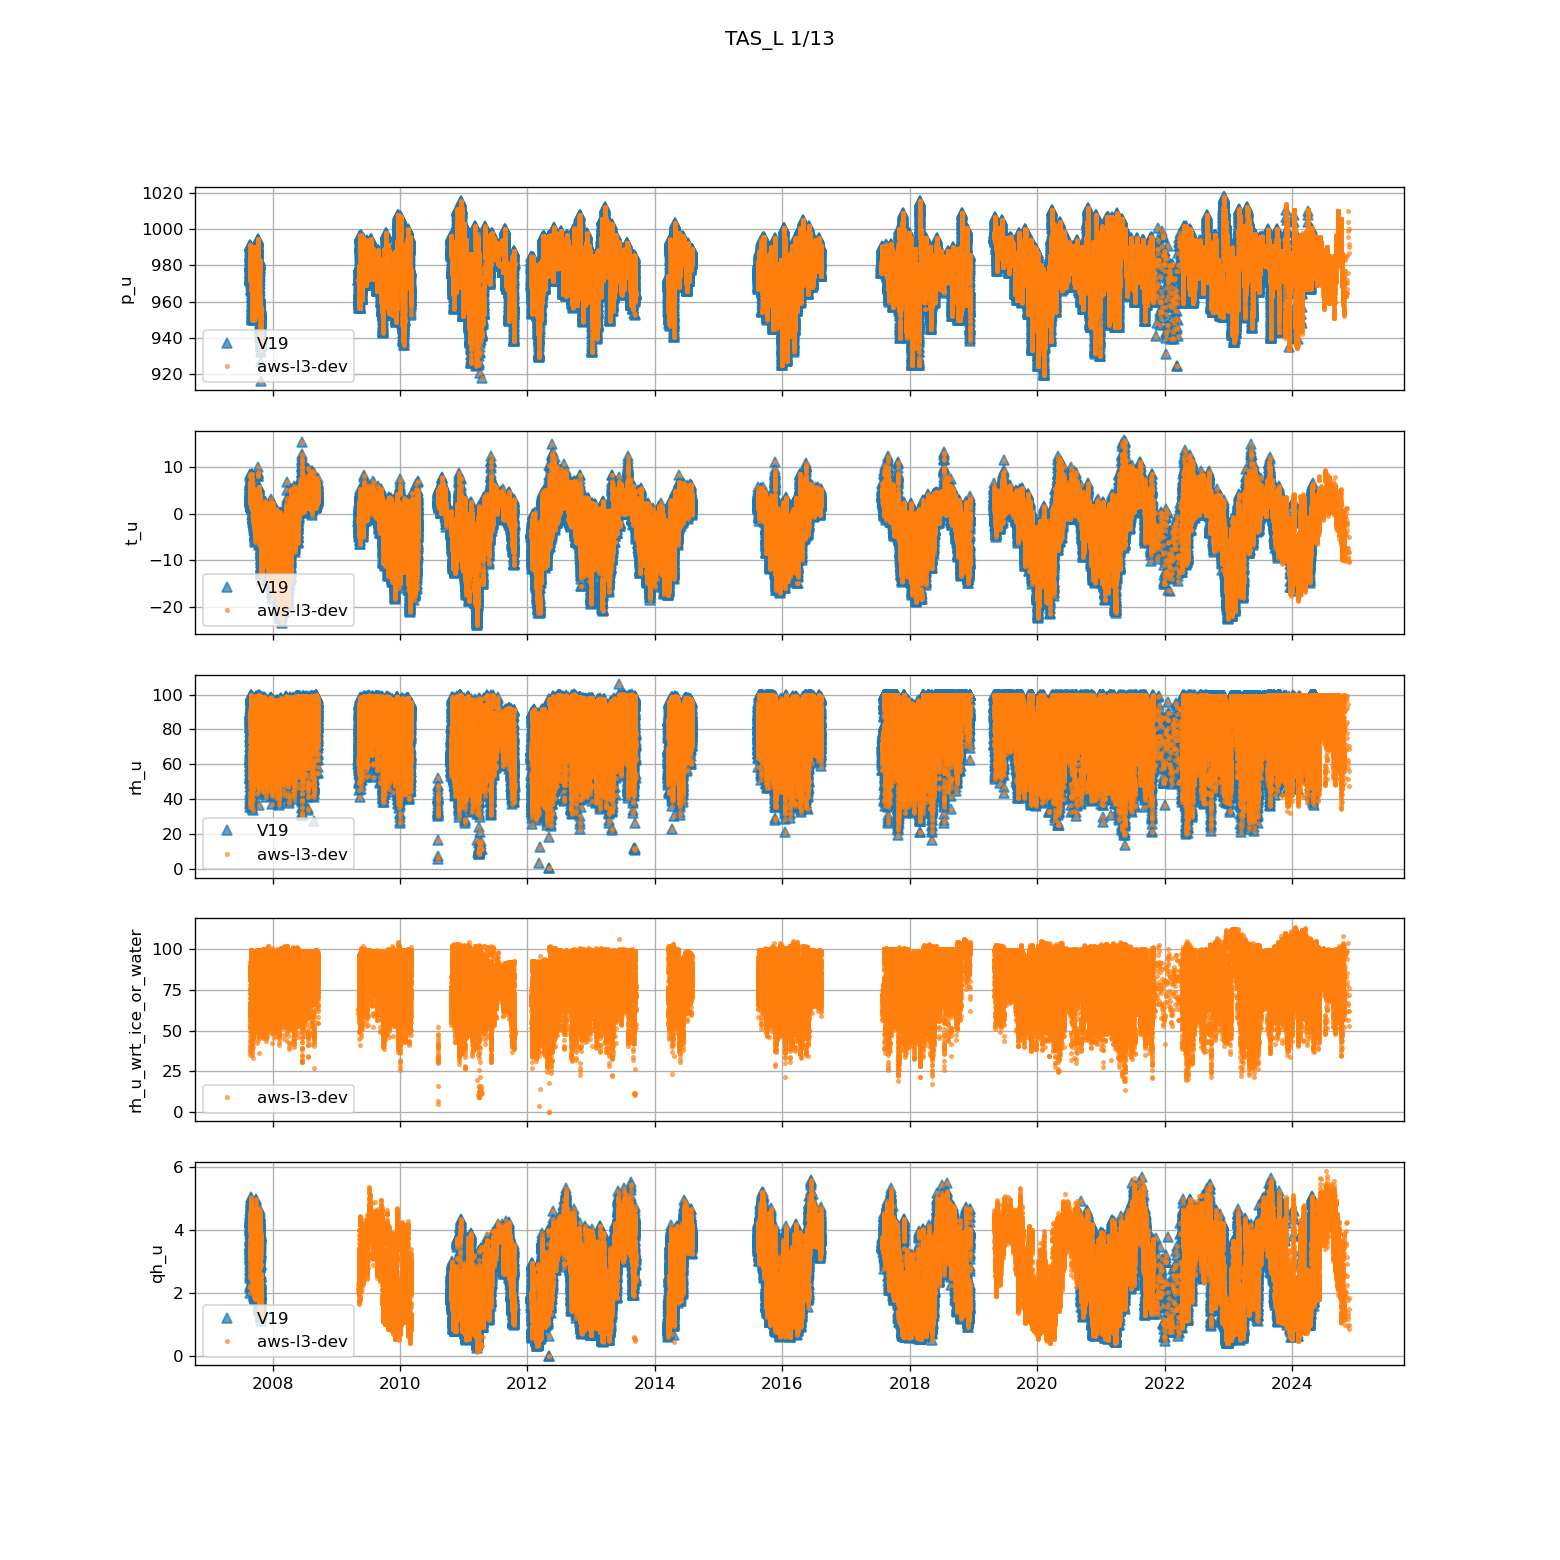 TAS_L 1/13
1020
1000
980
960
940
920
p_u
V19
aws-l3-dev
10
0
−10
−20
t_u
V19
aws-l3-dev
100
80
60
40
20
0
rh_u
V19
aws-l3-dev
100
75
50
25
0
rh_u_wrt_ice_or_water
aws-l3-dev
6
4
2
0
qh_u
V19
aws-l3-dev
2008 2010 2012 2014 2016 2018 2020 2022 2024